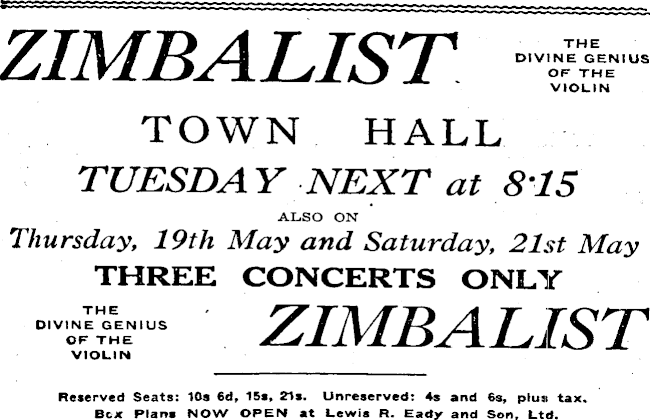 ZIMBALIST
THE
DIVINE GENIUS
OF THE
VIOLIN
TOWN HALL
TUESDAY NEXT at 8·15
ALSO ON
Thursday, 19th May and Saturday, 21st May
THREE CONCERTS ONLY
THE
DIVINE GENIUS
OF THE
VIOLIN
ZIMBALIST
Reserved Seats: 10s 6d, 15s, 21s. Unreserved: 4s and 6s, plus tax.
Box Plans NOW OPEN at Lewis R. Eady and Son, Ltd.